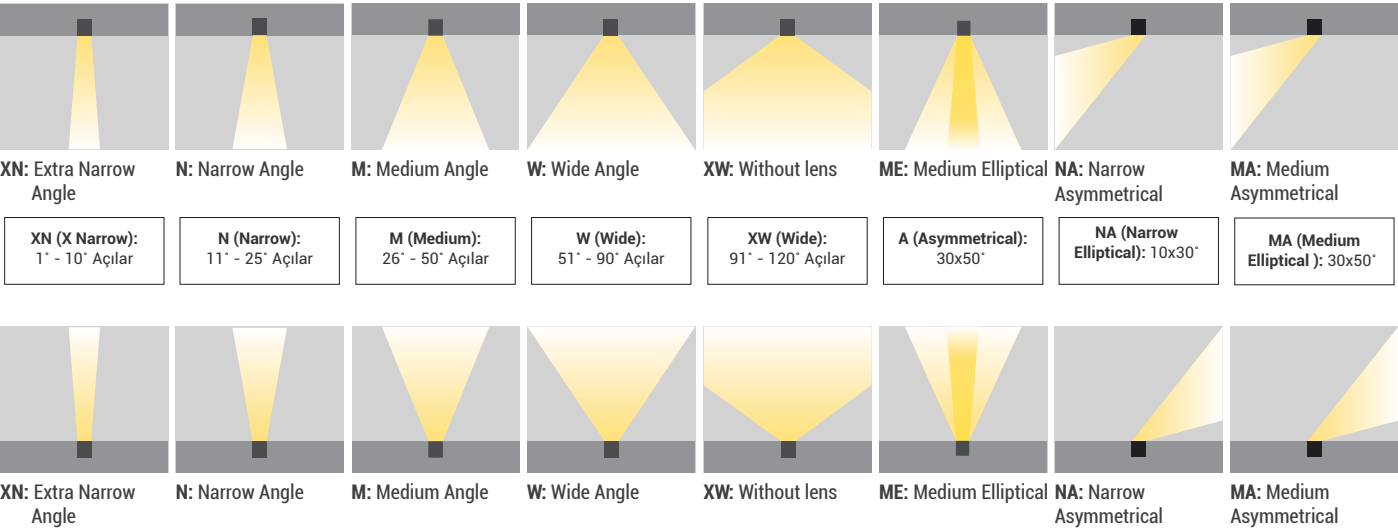 XN: Extra Narrow
Angle
N: Narrow Angle
M: Medium Angle
W: Wide Angle
XW: Without lens
ME: Medium Elliptical
NA: Narrow
Asymmetrical
MA: Medium
Asymmetrical
XN (X Narrow):
1˚ - 10˚ Açılar
N (Narrow):
11˚ - 25˚ Açılar
M (Medium):
26˚ - 50˚ Açılar
W (Wide):
51˚ - 90˚ Açılar
XW (Wide):
91˚ - 120˚ Açılar
A (Asymmetrical):
30x50˚
NA (Narrow
Elliptical): 10x30˚
MA (Medium
Elliptical ): 30x50˚
XN: Extra Narrow
Angle
N: Narrow Angle
M: Medium Angle
W: Wide Angle
XW: Without lens
ME: Medium Elliptical
NA: Narrow
Asymmetrical
MA: Medium
Asymmetrical